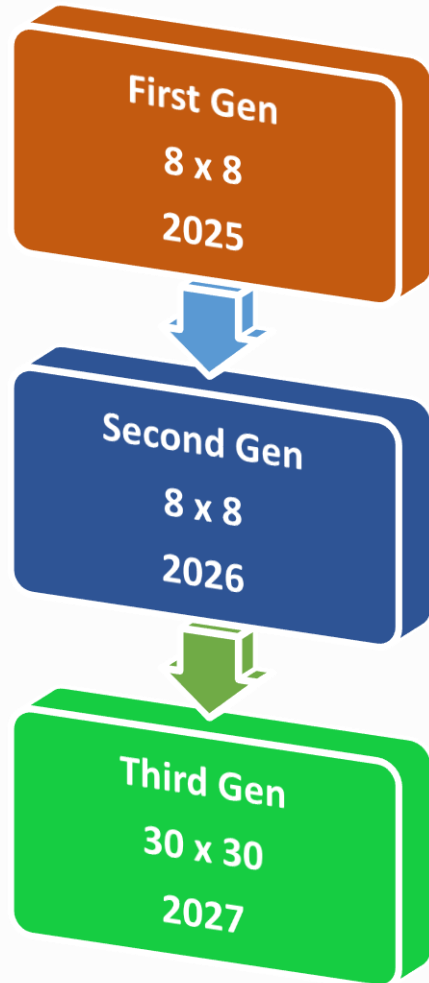 First Gen
8 x 8
2025
Second Gen
8 x 8
2026
Third Gen
30 x 30
2027